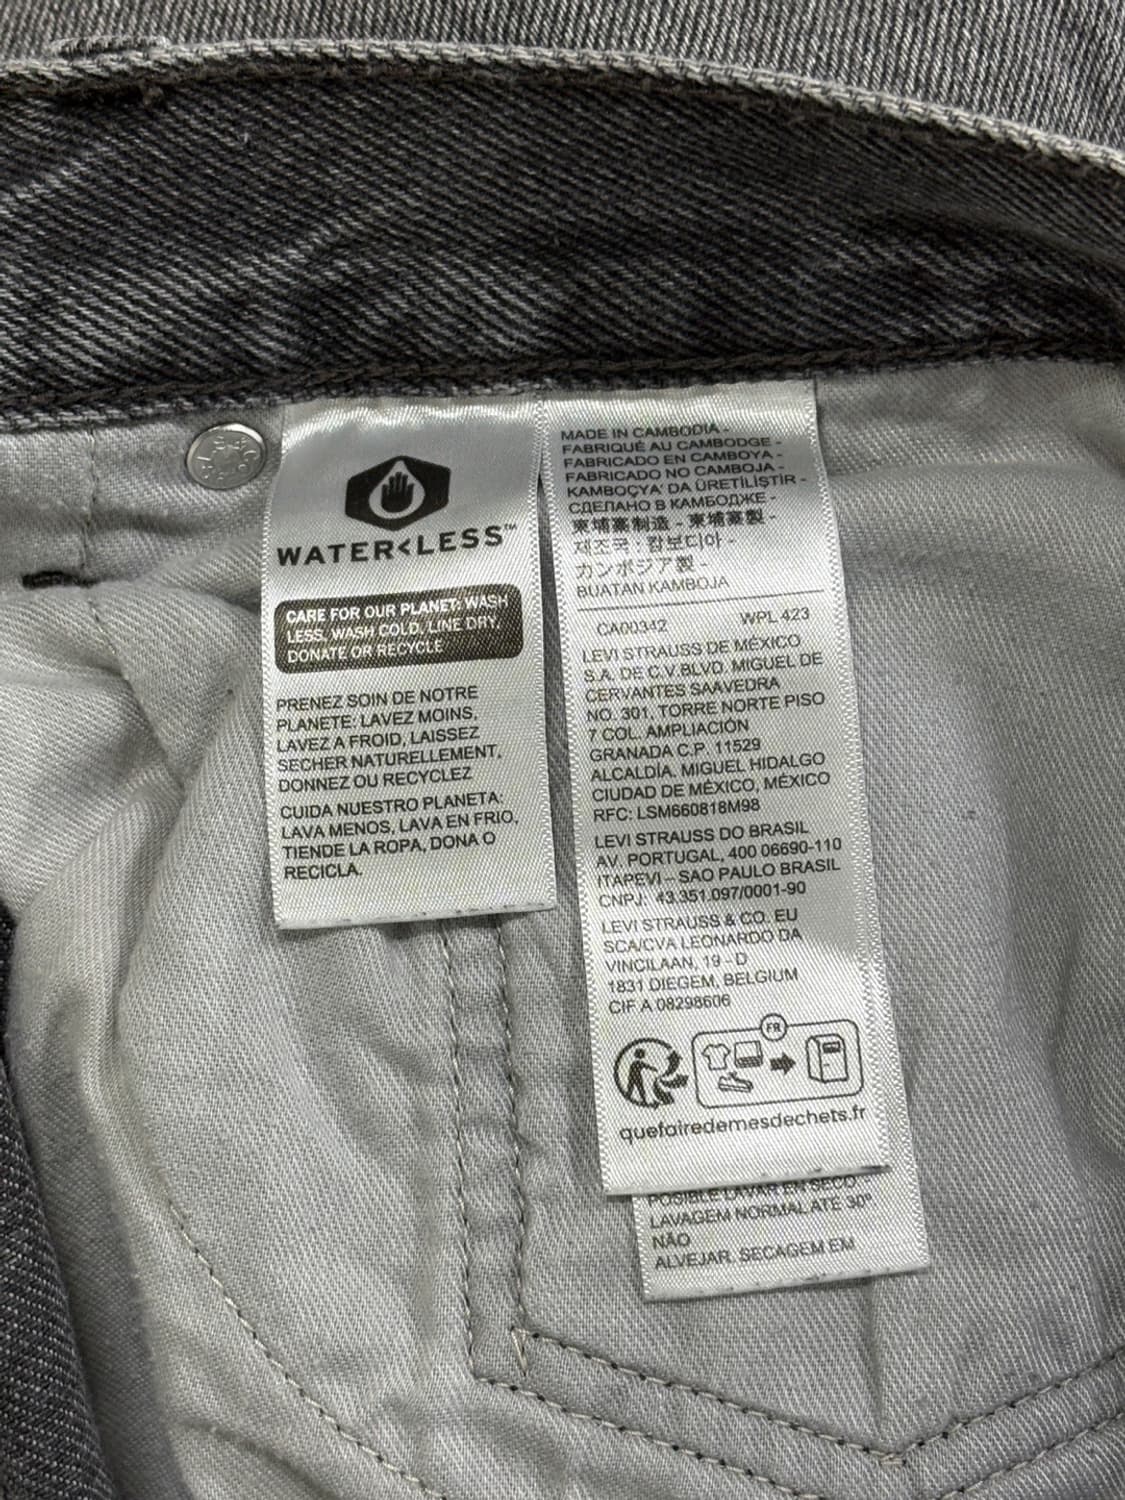 WATER<LESS™
CARE FOR OUR PLANET: WASH
LESS, WASH COLD, LINE DRY,
DONATE OR RECYCLE
PRENEZ SOIN DE NOTRE
PLANETE: LAVEZ MOINS,
LAVEZ A FROID, LAISSEZ
SECHER NATURELLEMENT,
DONNEZ OU RECYCLEZ
CUIDA NUESTRO PLANETA:
LAVA MENOS, LAVA EN FRIO,
TIENDE LA ROPA, DONA O
RECICLA.
MADE IN CAMBODIA -
FABRIQUÉ AU CAMBODGE -
FABRICADO EN CAMBOYA -
FABRICADO NO CAMBOJA -
KAMBOÇYA' DA ÜRETİLİŞTİR -
СДЕПАНО В КАМБОДЖЕ -
柬埔寨制造 - 柬埔寨製 -
제조국 : 캄보디아 -
カンボジア製 -
BUATAN KAMBOJA
CA00342 WPL 423
LEVI STRAUSS DE MÉXICO
S.A. DE C.V.BLVD. MIGUEL DE
CERVANTES SAAVEDRA
NO. 301, TORRE NORTE PISO
7 COL. AMPLIACIÓN
GRANADA C.P. 11529
ALCALDÍA. MIGUEL HIDALGO
CIUDAD DE MÉXICO, MÉXICO
RFC: LSM660818M98
LEVI STRAUSS DO BRASIL
AV. PORTUGAL, 400 06690-110
ITAPEVI – SAO PAULO BRASIL
CNPJ: 43.351.097/0001-90
LEVI STRAUSS & CO. EU
SCA/CVA LEONARDO DA
VINCILAAN, 19 - D
1831 DIEGEM, BELGIUM
CIF A 08298606
FR
quefairedemesdechets.fr
POSIBLE LAVAR EN SECO
LAVAGEM NORMAL ATE 30°
NÃO
ALVEJAR. SECAGEM EM